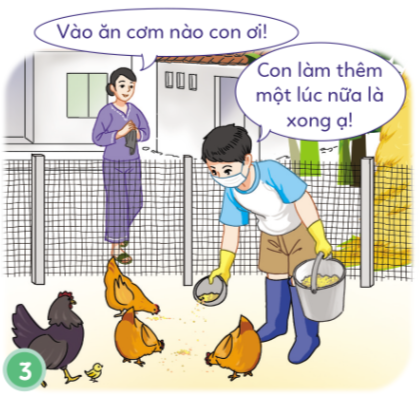 Vào ăn cơm nào con ơi!
Con làm thêm
một lúc nữa là
xong ạ!
3